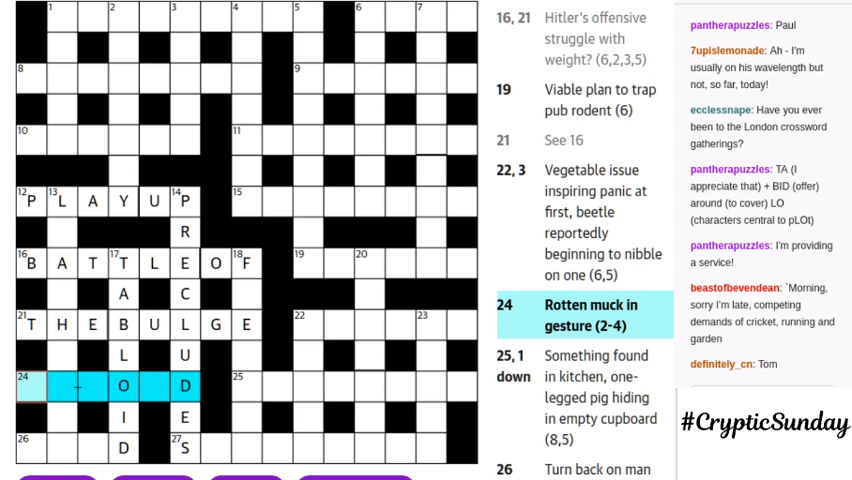 1 2 3 4 5 6 7
8 9
10 11
12 P 13 L A Y U 14 P 15
R
16 B A T 17 T L E O 18 F 19 20
A C
21 T H E B U L G E 22 23
L U
24 - O D 25
I E
26 D 27 S
16, 21 Hitler's offensive
struggle with
weight? (6,2,3,5)
19 Viable plan to trap
pub rodent (6)
21 See 16
22, 3 Vegetable issue
inspiring panic at
first, beetle
reportedly
beginning to nibble
on one (6,5)
24 Rotten muck in
gesture (2-4)
25, 1 Something found
down in kitchen, one-
legged pig hiding
in empty cupboard
(8,5)
26 Turn back on man
pantherapuzzles: Paul
7upislemonade: Ah - I'm
usually on his wavelength but
not, so far, today!
ecclessnape: Have you ever
been to the London crossword
gatherings?
pantherapuzzles: TA (I
appreciate that) + BID (offer)
around (to cover) LO
(characters central to pLOt)
pantherapuzzles: I'm providing
a service!
beastofbevendean: `Morning,
sorry I'm late, competing
demands of cricket, running and
garden
definitely_cn: Tom
#CrypticSunday